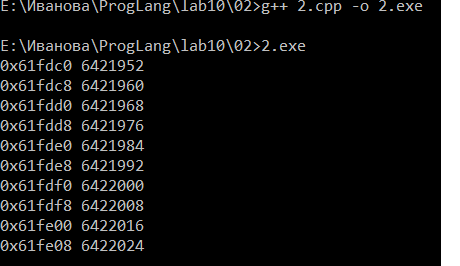 E:\Иванова\ProgLang\lab10\02>g++ 2.cpp -o 2.exe
E:\Иванова\ProgLang\lab10\02>2.exe
0x61fdc0 6421952
0x61fdc8 6421960
0x61fdd0 6421968
0x61fdd8 6421976
0x61fde0 6421984
0x61fde8 6421992
0x61fdf0 6422000
0x61fdf8 6422008
0x61fe00 6422016
0x61fe08 6422024